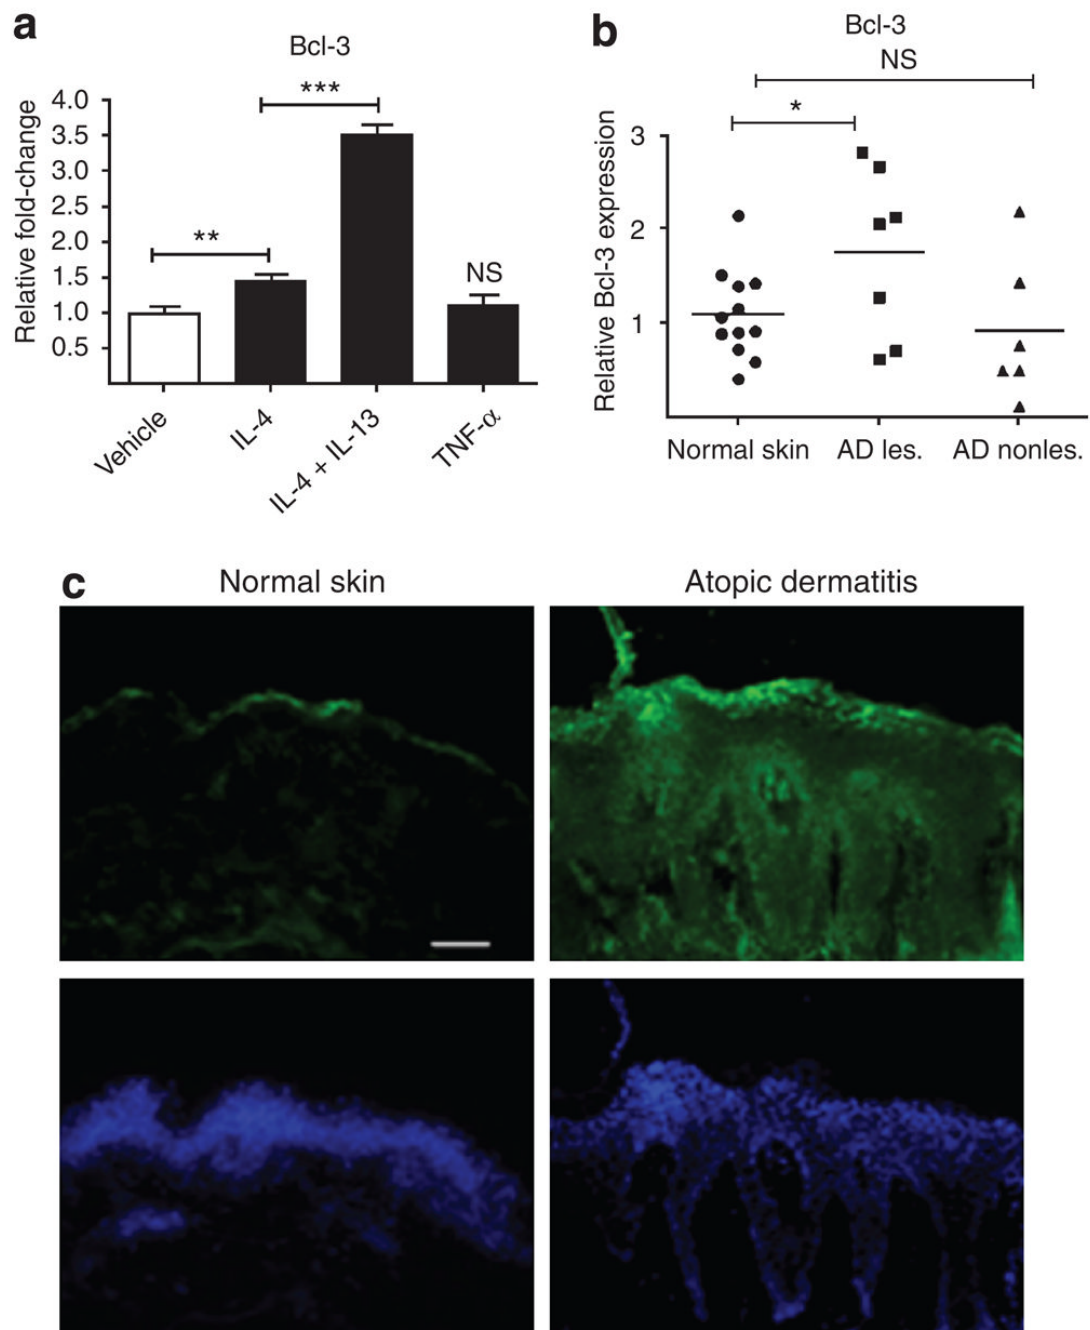 a
Bcl-3
Relative fold-change
4.0
3.5
3.0
2.5
2.0
1.5
1.0
0.5
**
***
NS
Vehicle
IL-4
IL-4 + IL-13
TNF-α
b
Bcl-3
NS
*
Relative Bcl-3 expression
3
2
1
Normal skin
AD les.
AD nonles.
c
Normal skin
Atopic dermatitis